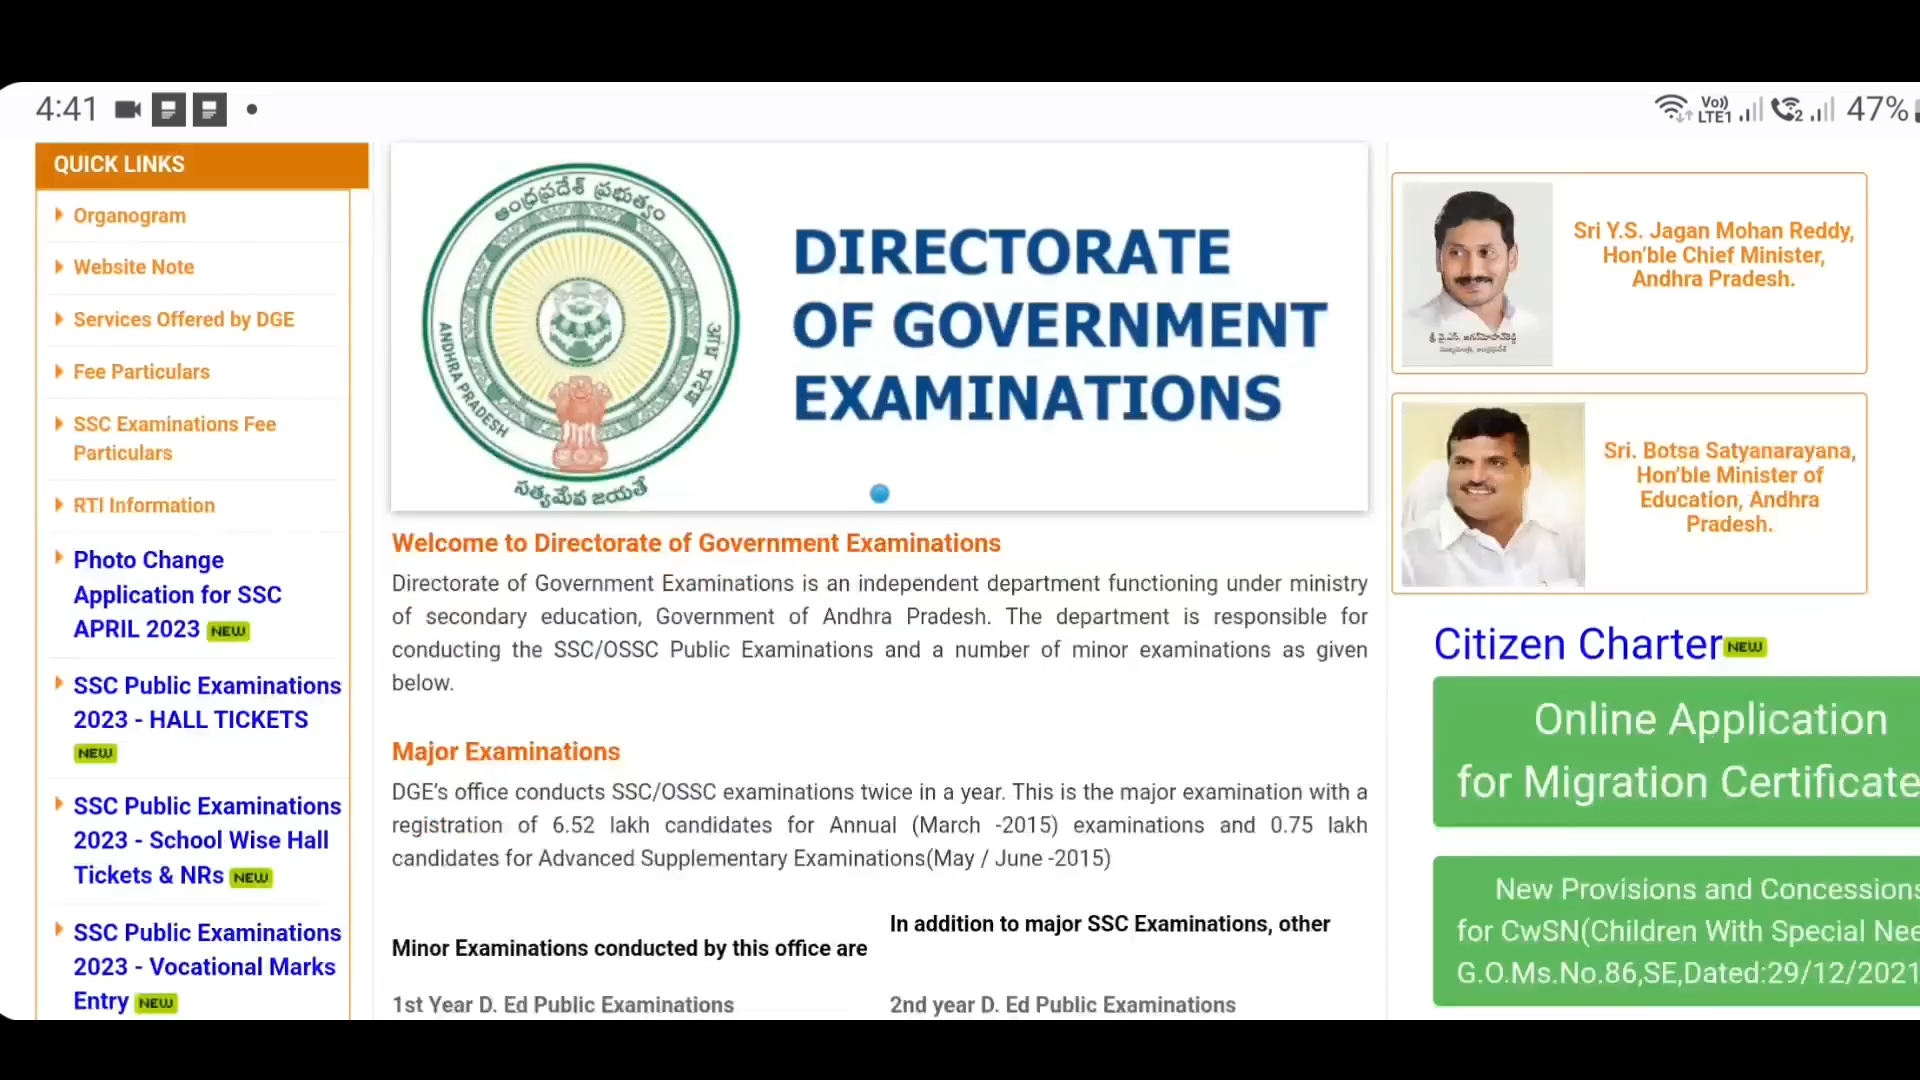 4:41
Vo))
LTE1
2
47%
QUICK LINKS
Organogram
Website Note
Services Offered by DGE
Fee Particulars
SSC Examinations Fee
Particulars
RTI Information
Photo Change
Application for SSC
APRIL 2023 NEW
SSC Public Examinations
2023 - HALL TICKETS
NEW
SSC Public Examinations
2023 - School Wise Hall
Tickets & NRs NEW
SSC Public Examinations
2023 - Vocational Marks
Entry NEW
ఆంధ్రప్రదేశ్ ప్రభుత్వం
ANDHRA PRADESH
సత్యమేవ జయతే
DIRECTORATE
OF GOVERNMENT
EXAMINATIONS
Welcome to Directorate of Government Examinations
Directorate of Government Examinations is an independent department functioning under ministry
of secondary education, Government of Andhra Pradesh. The department is responsible for
conducting the SSC/OSSC Public Examinations and a number of minor examinations as given
below.
Major Examinations
DGE’s office conducts SSC/OSSC examinations twice in a year. This is the major examination with a
registration of 6.52 lakh candidates for Annual (March -2015) examinations and 0.75 lakh
candidates for Advanced Supplementary Examinations(May / June -2015)
In addition to major SSC Examinations, other
Minor Examinations conducted by this office are
1st Year D. Ed Public Examinations
2nd year D. Ed Public Examinations
Sri Y.S. Jagan Mohan Reddy,
Hon’ble Chief Minister,
Andhra Pradesh.
Sri. Botsa Satyanarayana,
Hon’ble Minister of
Education, Andhra
Pradesh.
Citizen Charter NEW
Online Application
for Migration Certificate
New Provisions and Concessions
for CwSN(Children With Special Nee
G.O.Ms.No.86,SE,Dated:29/12/2021